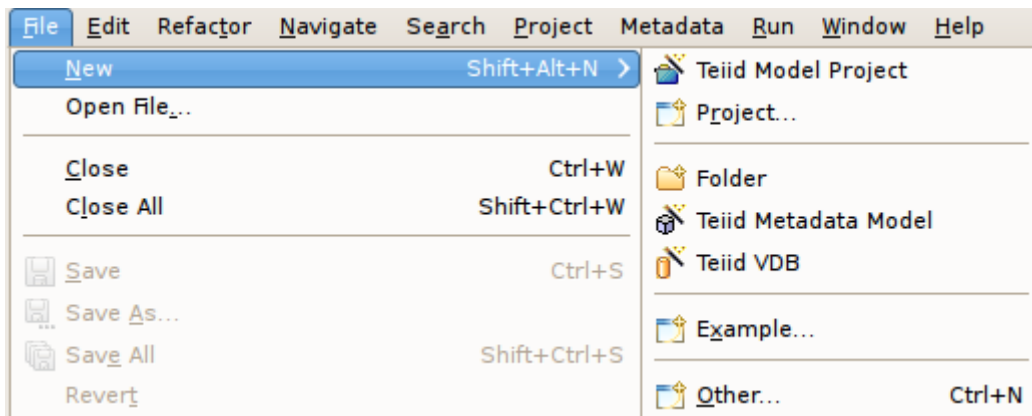 File Edit Refactor Navigate Search Project Metadata Run Window Help
New Shift+Alt+N
Open File...
Close Ctrl+W
Close All Shift+Ctrl+W
Save Ctrl+S
Save As...
Save All Shift+Ctrl+S
Revert
Teiid Model Project
Project...
Folder
Teiid Metadata Model
Teiid VDB
Example...
Other... Ctrl+N